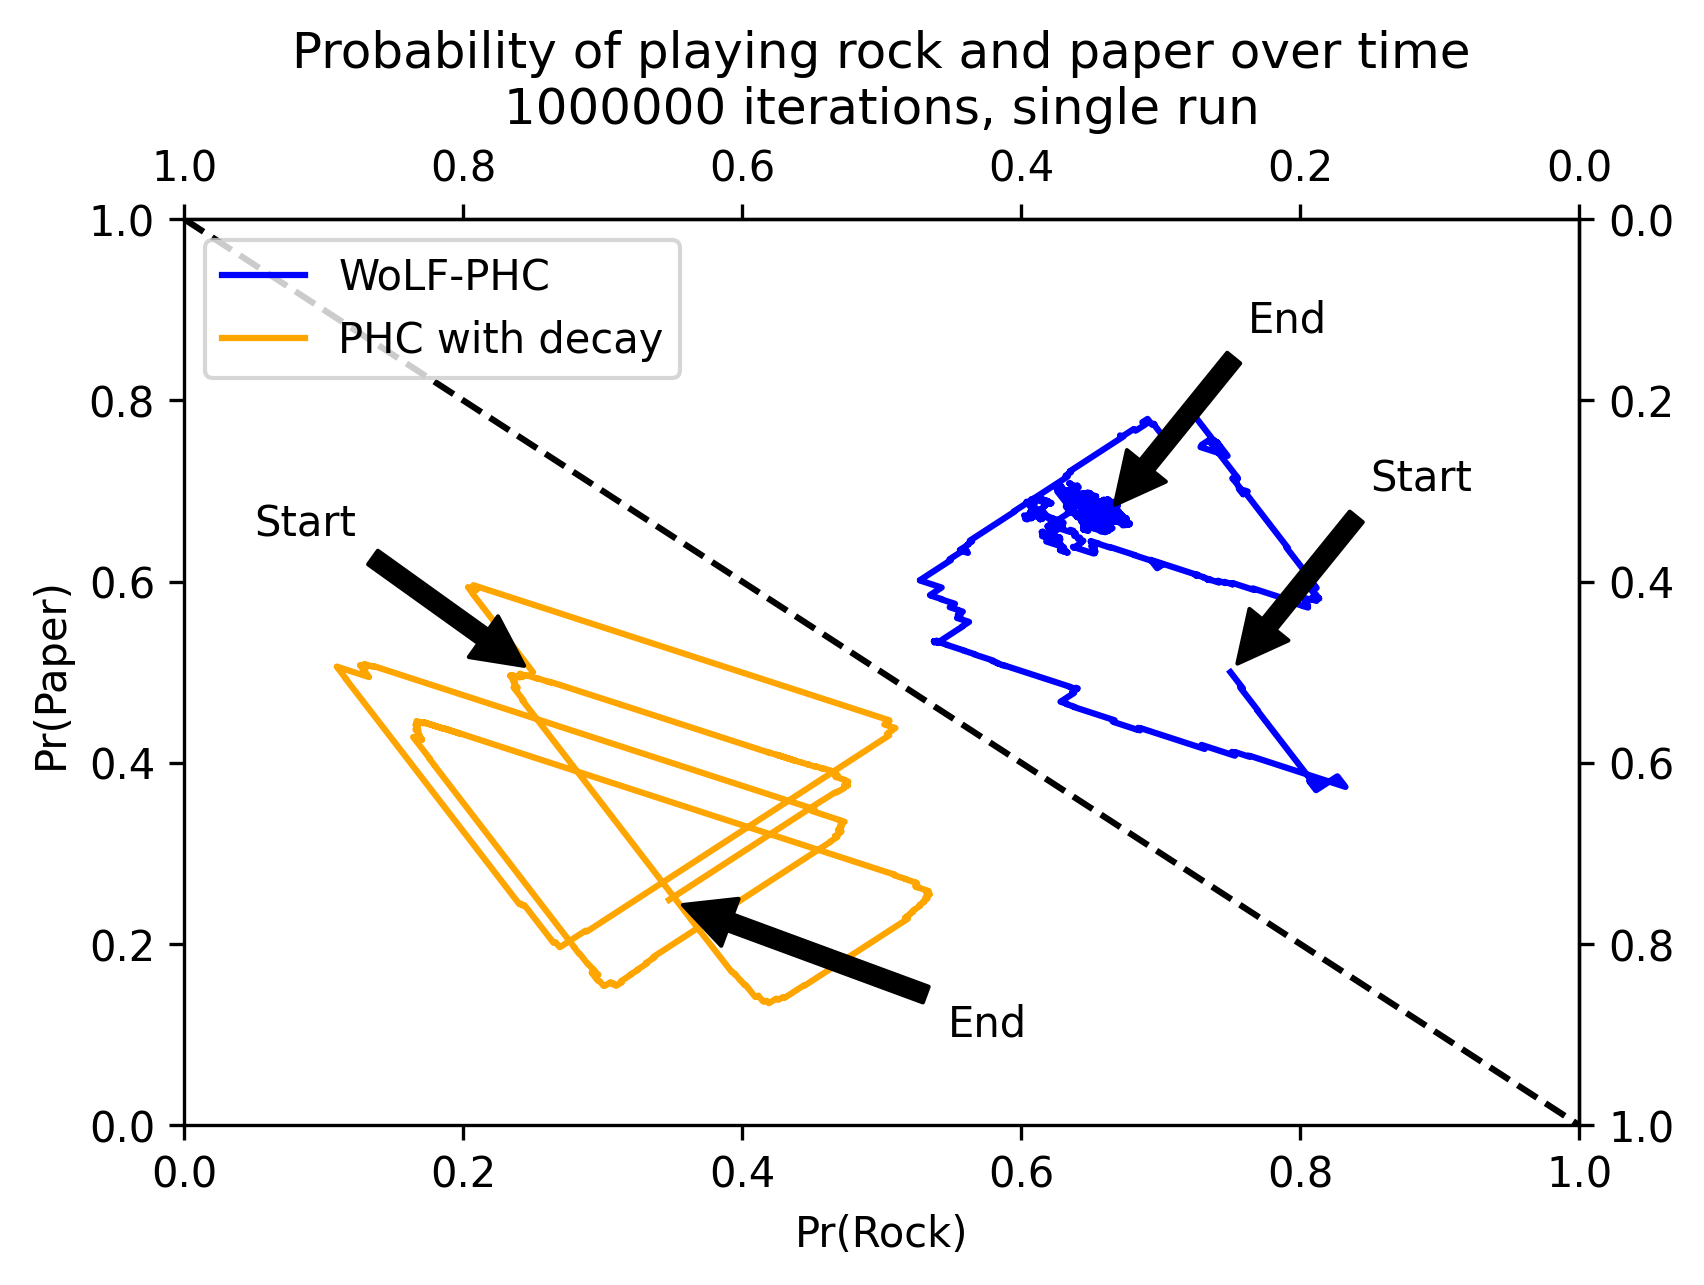 Probability of playing rock and paper over time
1000000 iterations, single run
1.0 0.8 0.6 0.4 0.2 0.0
1.0 0.0
WoLF-PHC
PHC with decay
End
0.8 0.2
Start
Start
0.6 0.4
Pr(Paper)
0.4 0.6
0.2 0.8
End
0.0 1.0
0.0 0.2 0.4 0.6 0.8 1.0
Pr(Rock)